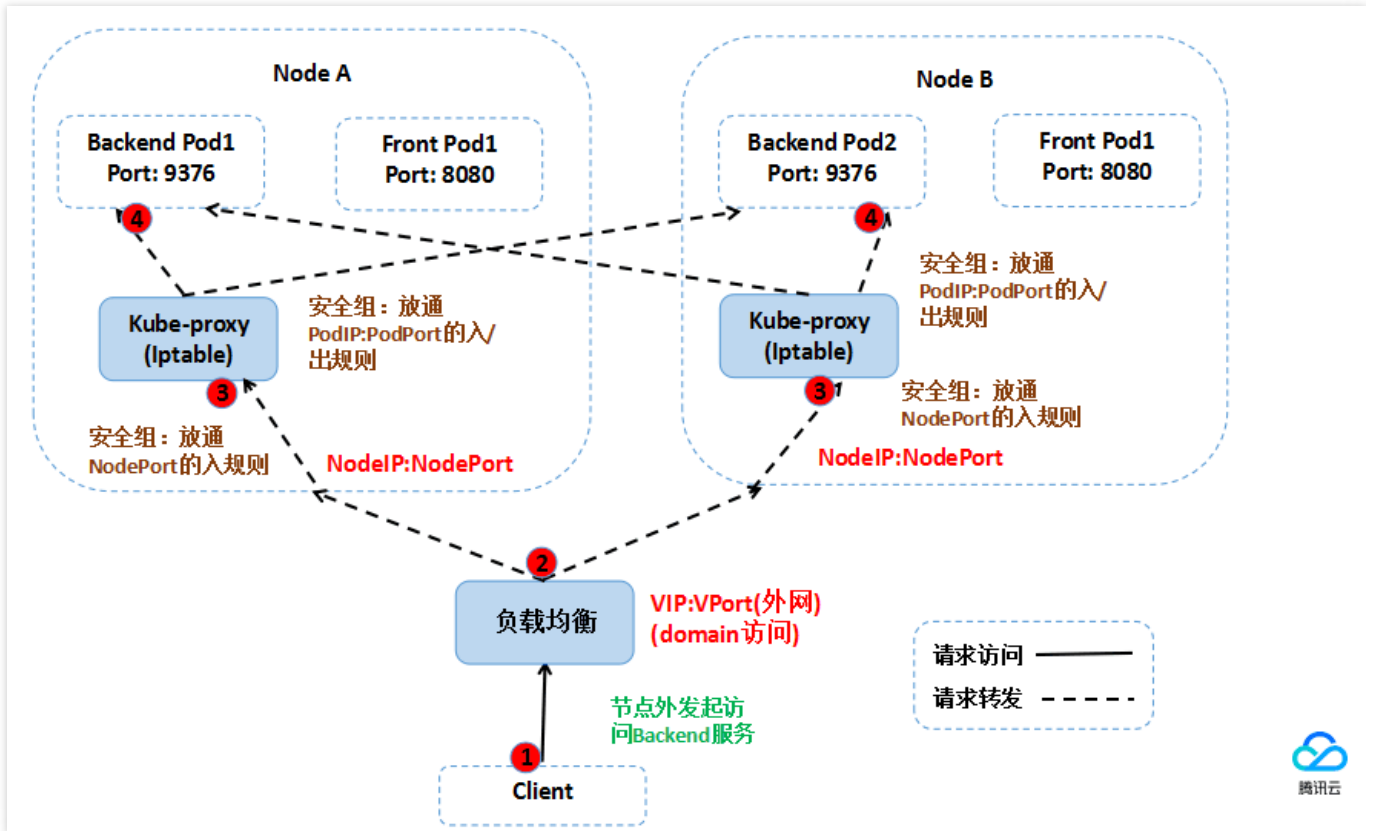 Node A
Backend Pod1
Port: 9376
Front Pod1
Port: 8080
4
Kube-proxy
(Iptable)
3
安全组：放通
PodIP:PodPort的入/
出规则
安全组：放通
NodePort的入规则
NodeIP:NodePort
Node B
Backend Pod2
Port: 9376
Front Pod1
Port: 8080
4
安全组：放通
PodIP:PodPort的入/
出规则
Kube-proxy
(Iptable)
3
安全组：放通
NodePort的入规则
NodeIP:NodePort
2
负载均衡
VIP:VPort(外网)
(domain访问)
节点外发起访
问Backend服务
1
Client
请求访问
请求转发
腾讯云